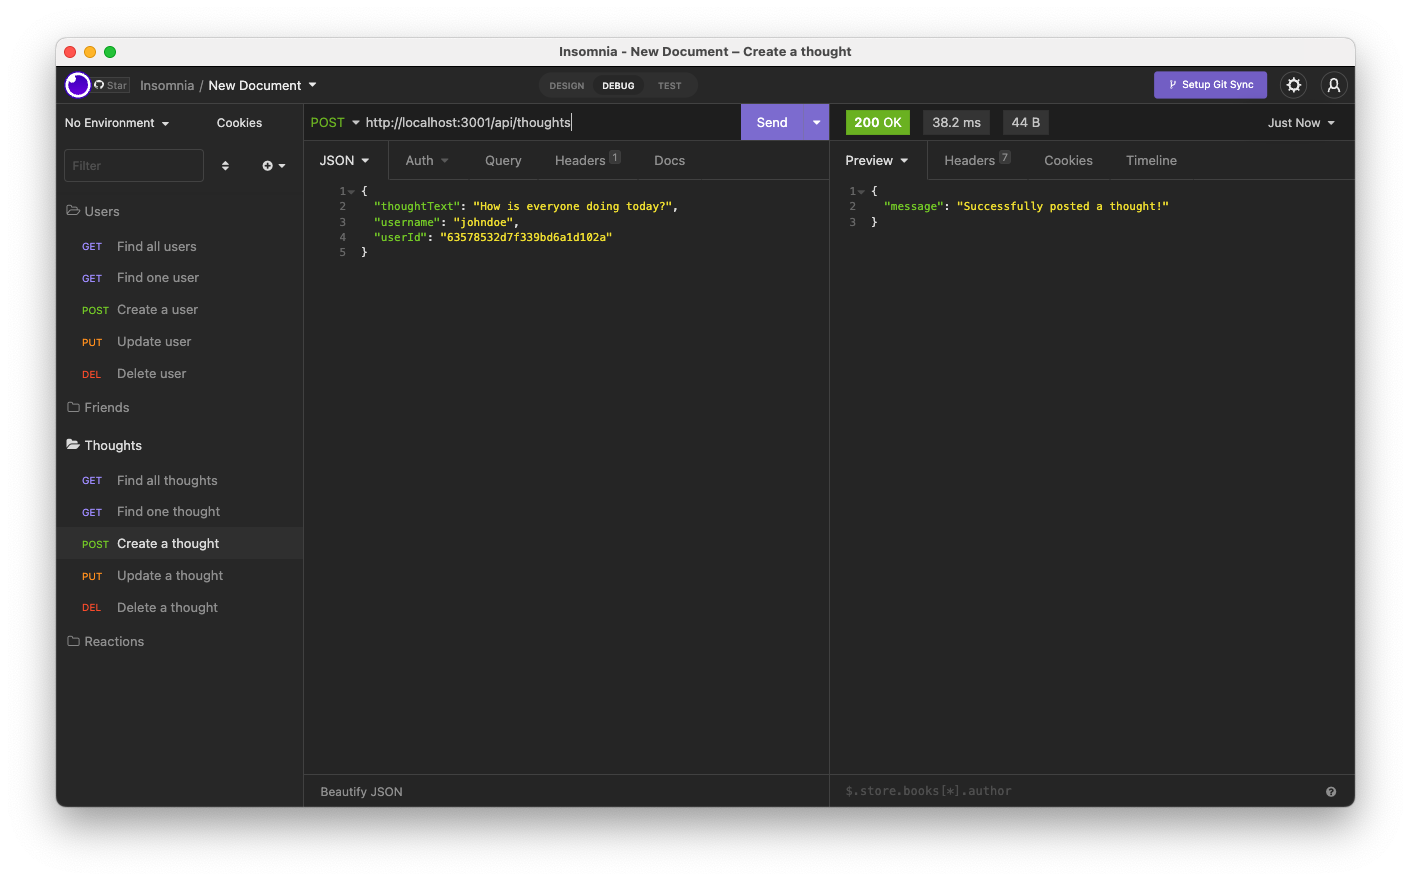 Insomnia - New Document – Create a thought
Star
Insomnia / New Document
DESIGN DEBUG TEST
Setup Git Sync
No Environment
Cookies
Filter
Users
GET Find all users
GET Find one user
POST Create a user
PUT Update user
DEL Delete user
Friends
Thoughts
GET Find all thoughts
GET Find one thought
POST Create a thought
PUT Update a thought
DEL Delete a thought
Reactions
POST http://localhost:3001/api/thoughts
Send
JSON Auth Query Headers 1 Docs
1 {
2 "thoughtText": "How is everyone doing today?",
3 "username": "johndoe",
4 "userId": "63578532d7f339bd6a1d102a"
5 }
Beautify JSON
200 OK 38.2 ms 44 B Just Now
Preview Headers 7 Cookies Timeline
1 {
2 "message": "Successfully posted a thought!"
3 }
$.store.books[*].author
?